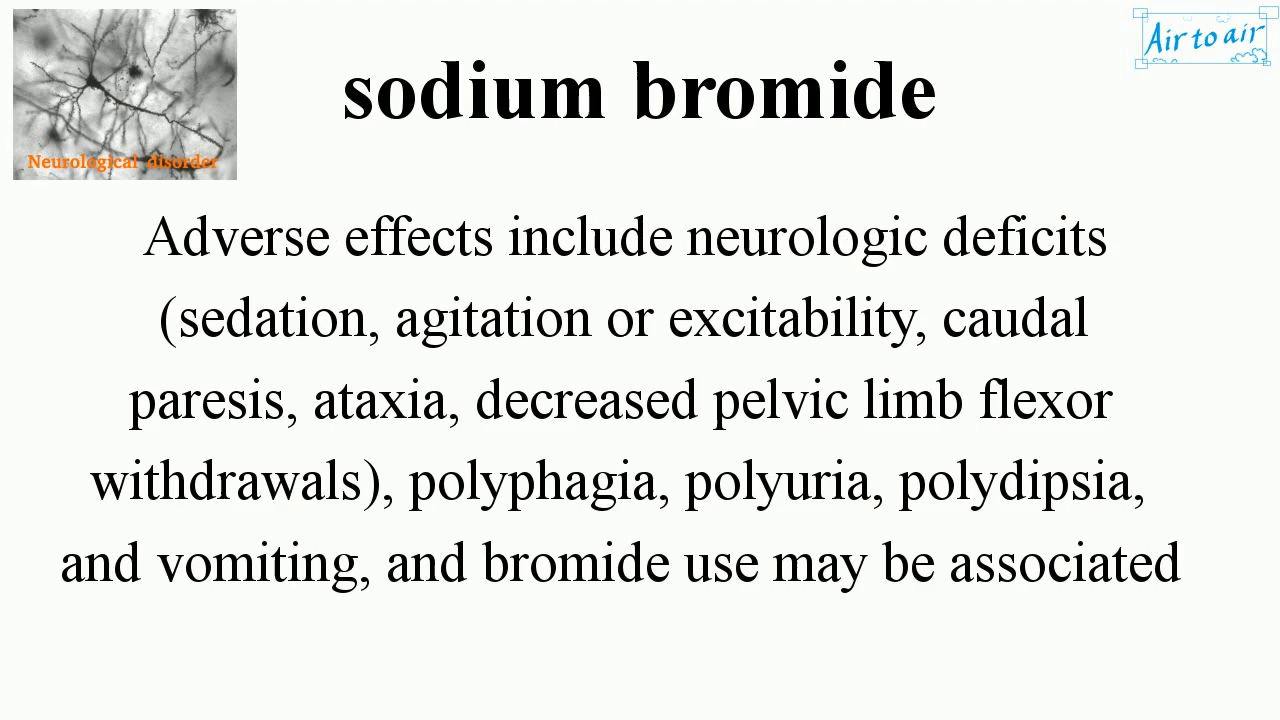 Air to air
sodium bromide
Neurological disorder
Adverse effects include neurologic deficits
(sedation, agitation or excitability, caudal
paresis, ataxia, decreased pelvic limb flexor
withdrawals), polyphagia, polyuria, polydipsia,
and vomiting, and bromide use may be associated